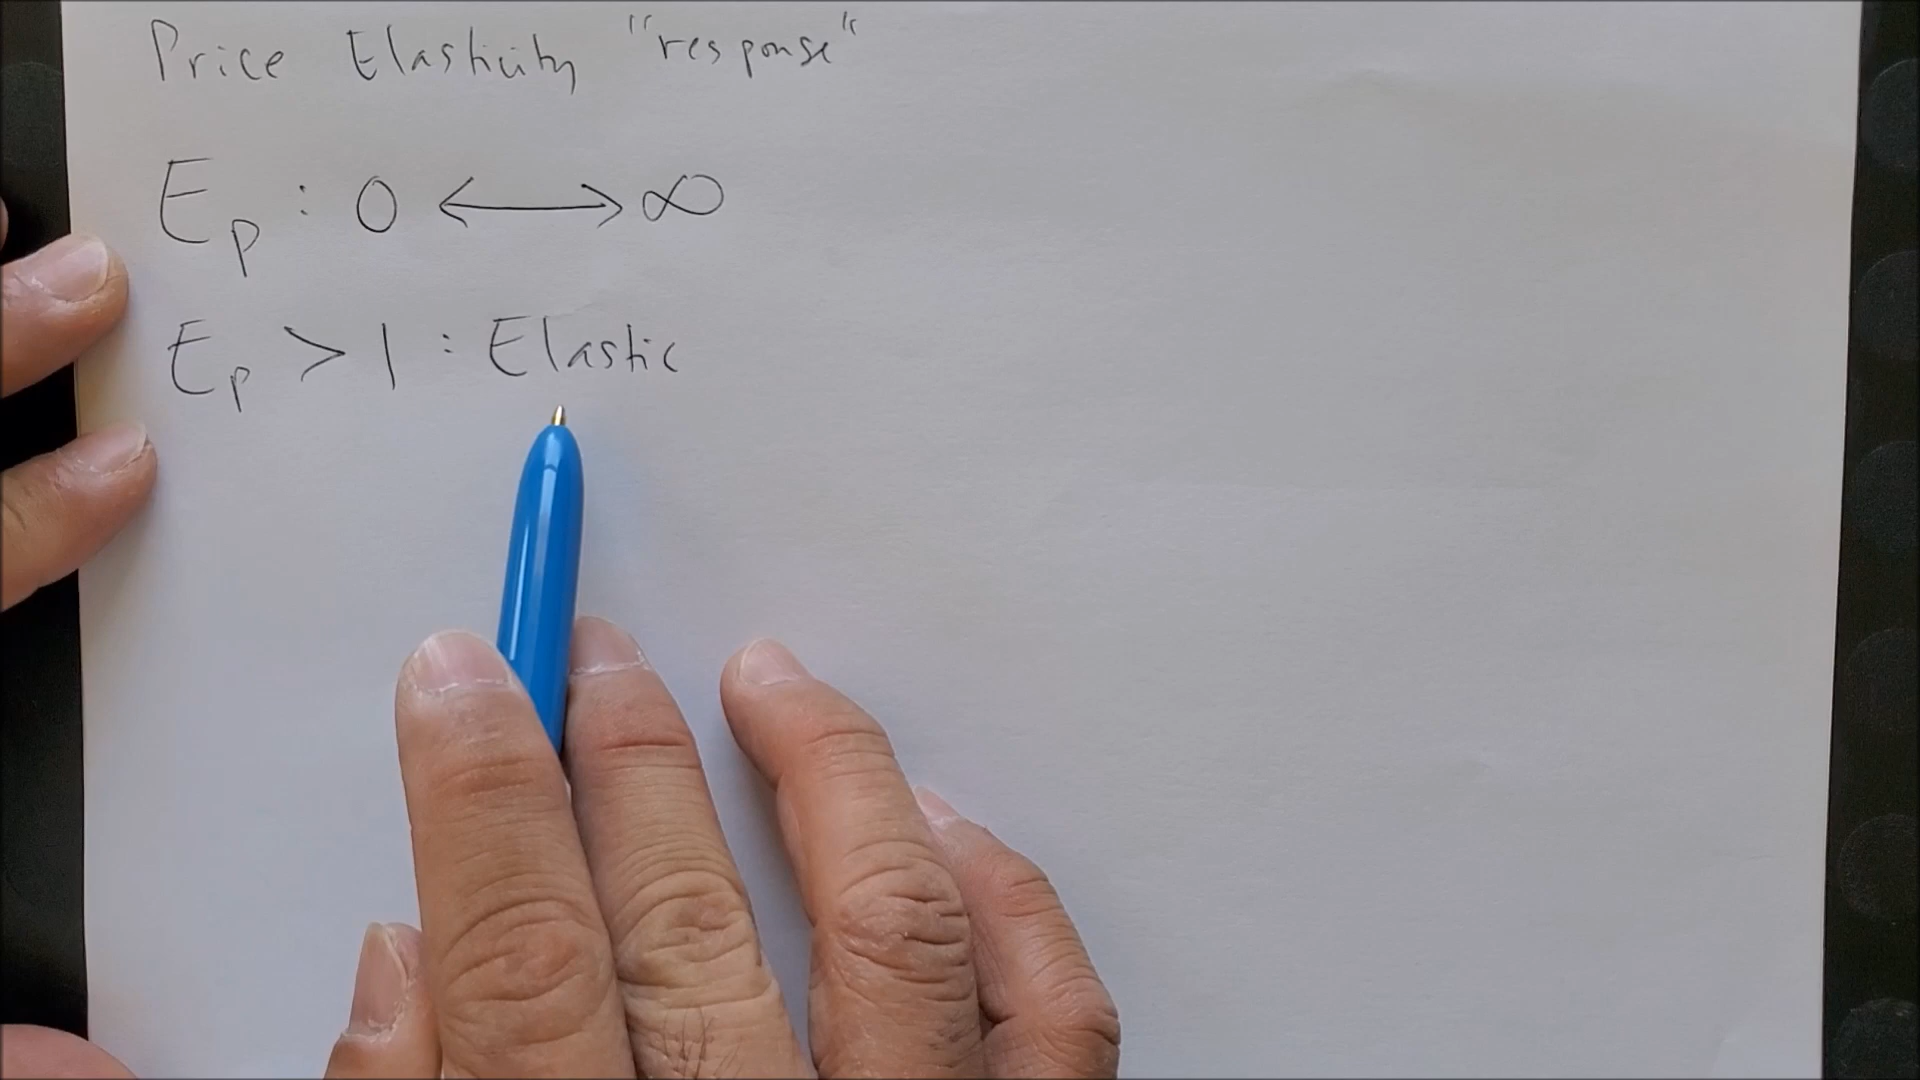 Price Elasticity "response"
Ep : 0 ⟷ ∞
Ep > 1 : Elastic